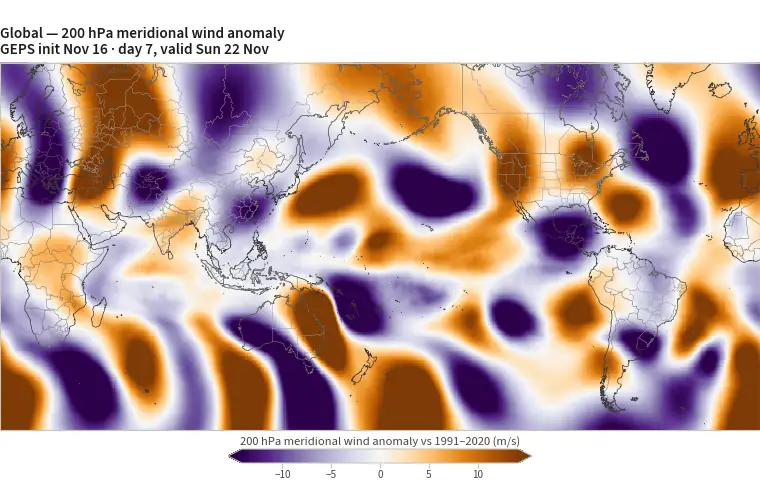 Global — 200 hPa meridional wind anomaly
GEPS init Nov 16 · day 7, valid Sun 22 Nov
200 hPa meridional wind anomaly vs 1991–2020 (m/s)
−10 −5 0 5 10